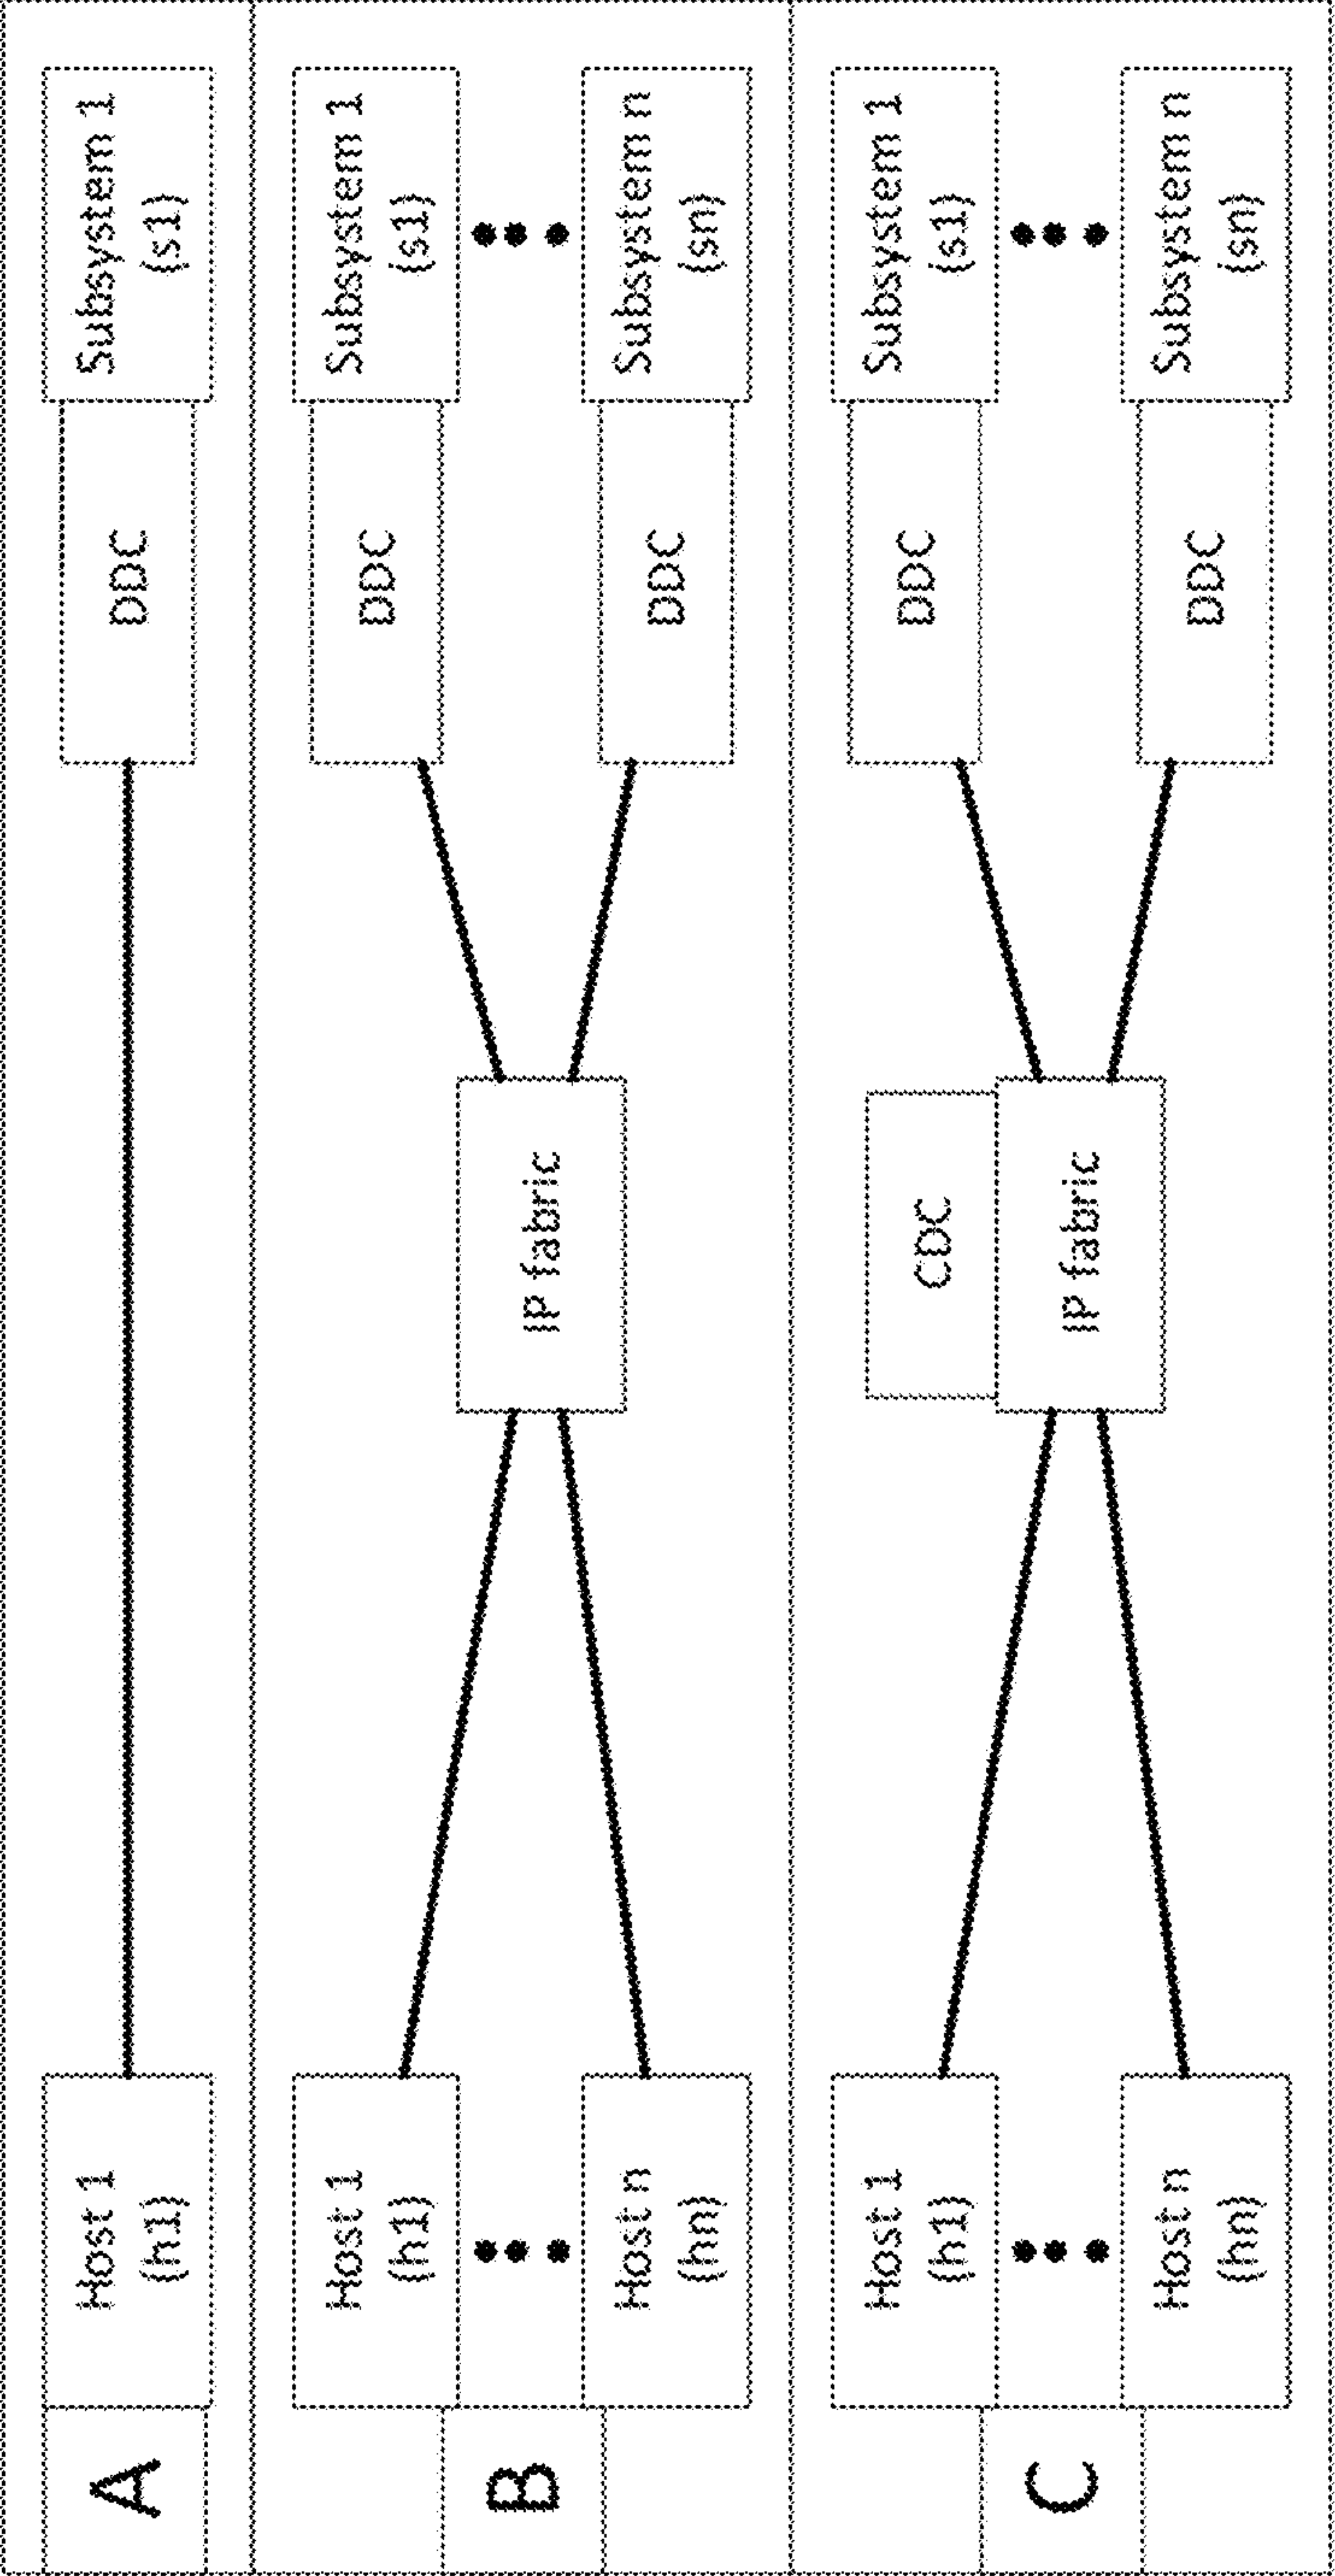 A
Host 1
(h1)
DDC
Subsystem 1
(s1)
B
Host 1
(h1)
Host n
(hn)
IP fabric
DDC
DDC
Subsystem 1
(s1)
Subsystem n
(sn)
C
Host 1
(h1)
Host n
(hn)
CDC
IP fabric
DDC
DDC
Subsystem 1
(s1)
Subsystem n
(sn)